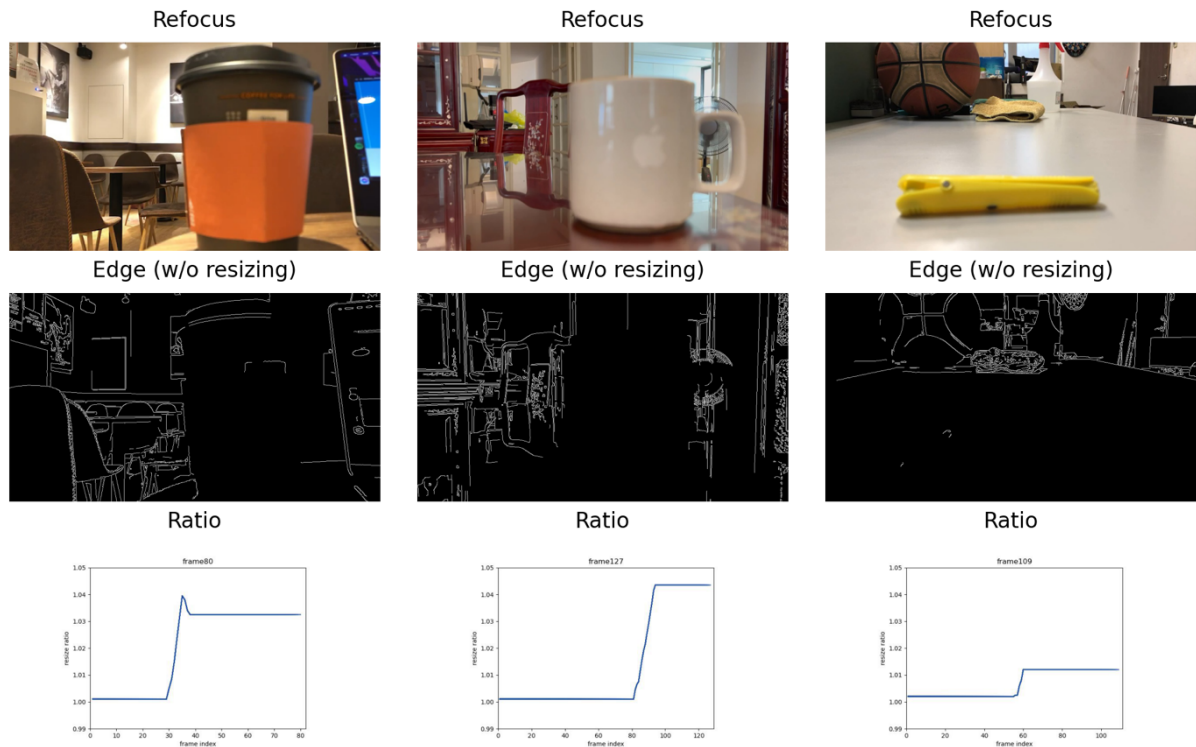 Refocus
Refocus
Refocus
Edge (w/o resizing)
Edge (w/o resizing)
Edge (w/o resizing)
Ratio
Ratio
Ratio
frame80
frame127
frame109
1.05
1.04
1.03
1.02
1.01
1.00
0.99
resize ratio
0 10 20 30 40 50 60 70 80
frame index
1.05
1.04
1.03
1.02
1.01
1.00
0.99
resize ratio
0 20 40 60 80 100 120
frame index
1.05
1.04
1.03
1.02
1.01
1.00
0.99
resize ratio
0 20 40 60 80 100
frame index